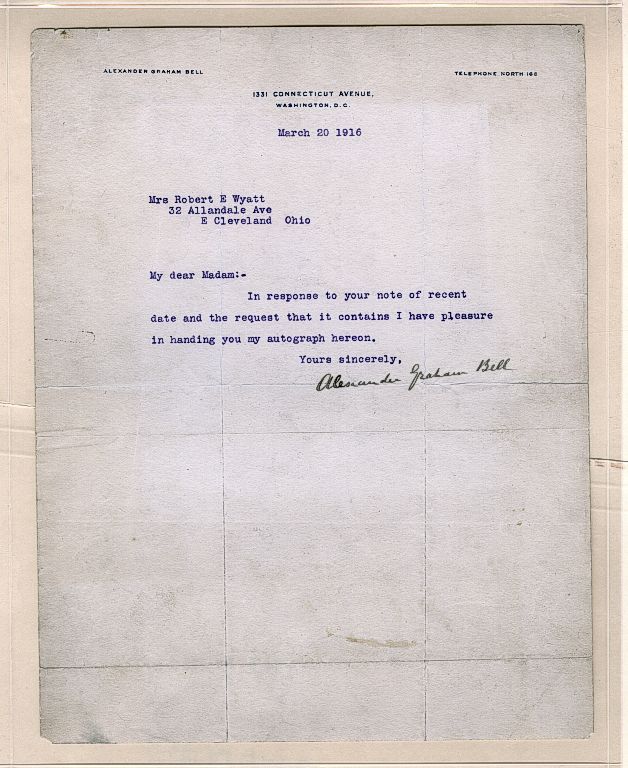 ALEXANDER GRAHAM BELL
TELEPHONE NORTH 166
1331 CONNECTICUT AVENUE,
WASHINGTON, D.C.
March 20 1916
Mrs Robert E Wyatt
32 Allandale Ave
E Cleveland Ohio
My dear Madam:-
In response to your note of recent
date and the request that it contains I have pleasure
in handing you my autograph hereon.
Yours sincerely,
Alexander Graham Bell